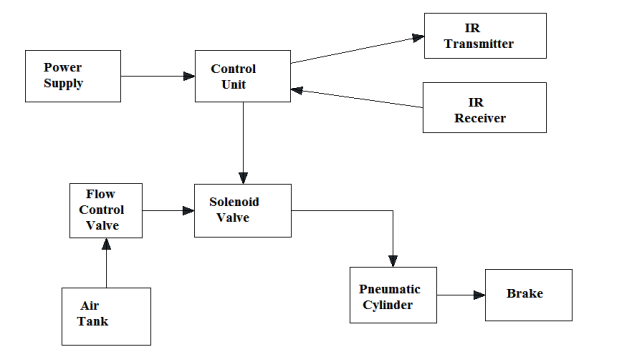 Power
Supply
Control
Unit
IR
Transmitter
IR
Receiver
Flow
Control
Valve
Solenoid
Valve
Air
Tank
Pneumatic
Cylinder
Brake